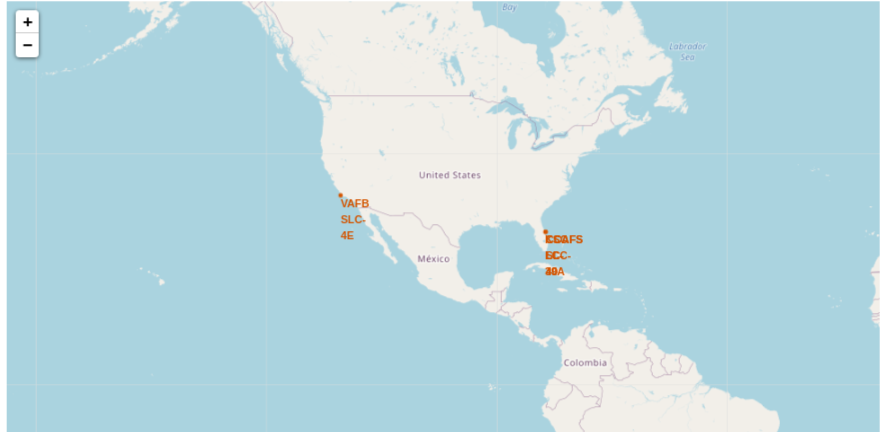 +
−
Bay
Labrador
Sea
United States
VAFB
SLC-
4E
México
Colombia